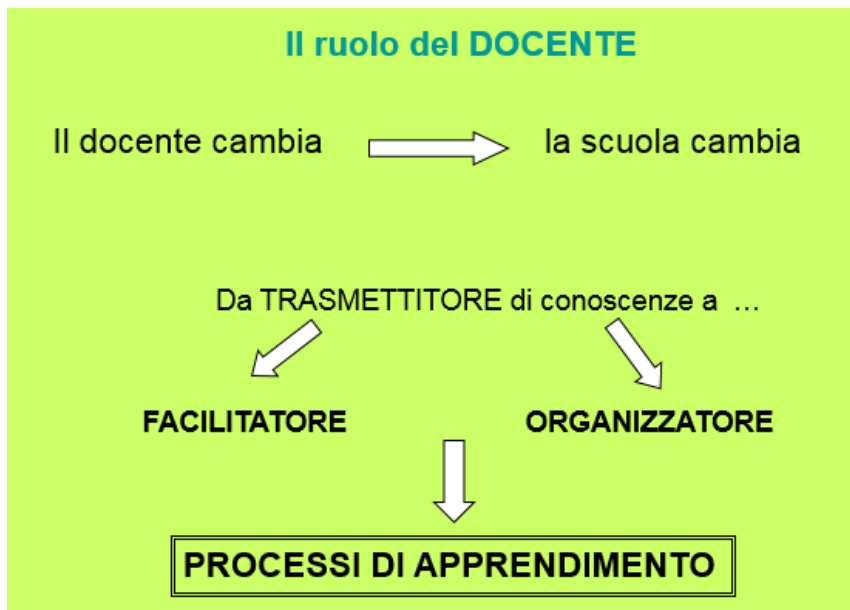 Il ruolo del DOCENTE
Il docente cambia la scuola cambia
Da TRASMETTITORE di conoscenze a …
FACILITATORE ORGANIZZATORE
PROCESSI DI APPRENDIMENTO